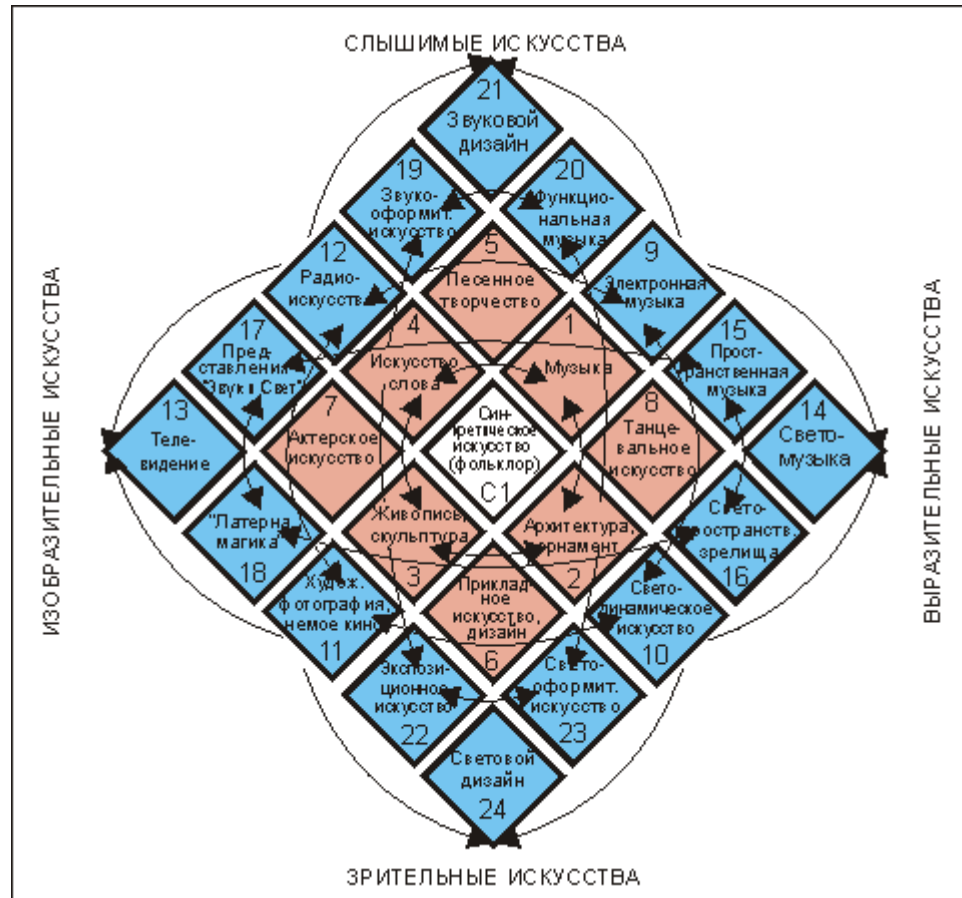 СЛЫШИМЫЕ ИСКУССТВА
21
Звуковой
дизайн
19
Звуко-
оформит.
искусство
20
Функцио-
нальная
музыка
12
Радио-
искусств
5
Песенное
творчество
9
Электронная
музыка
17
Пред-
ставления
"Звук и Свет"
4
Искусство
слова
1
Музыка
15
Прост-
ранственная
музыка
ИЗОБРАЗИТЕЛЬНЫЕ ИСКУССТВА
13
Теле-
видение
7
Актерское
искусство
Син-
кретическое
искусство
(фольклор)
С1
8
Танце-
вальное
искусство
14
Свето-
музыка
ВЫРАЗИТЕЛЬНЫЕ ИСКУССТВА
"Латерна
магика"
18
Живопись,
скульптура
3
Архитектура,
орнамент
2
Свето-
пространств.
зрелища
16
Худож.
фотография,
немое кино
11
Приклад-
ное
искусство,
дизайн
6
Свето-
динамическое
искусство
10
Экспози-
ционное
искусство
22
Свето-
оформит.
искусство
23
Световой
дизайн
24
ЗРИТЕЛЬНЫЕ ИСКУССТВА